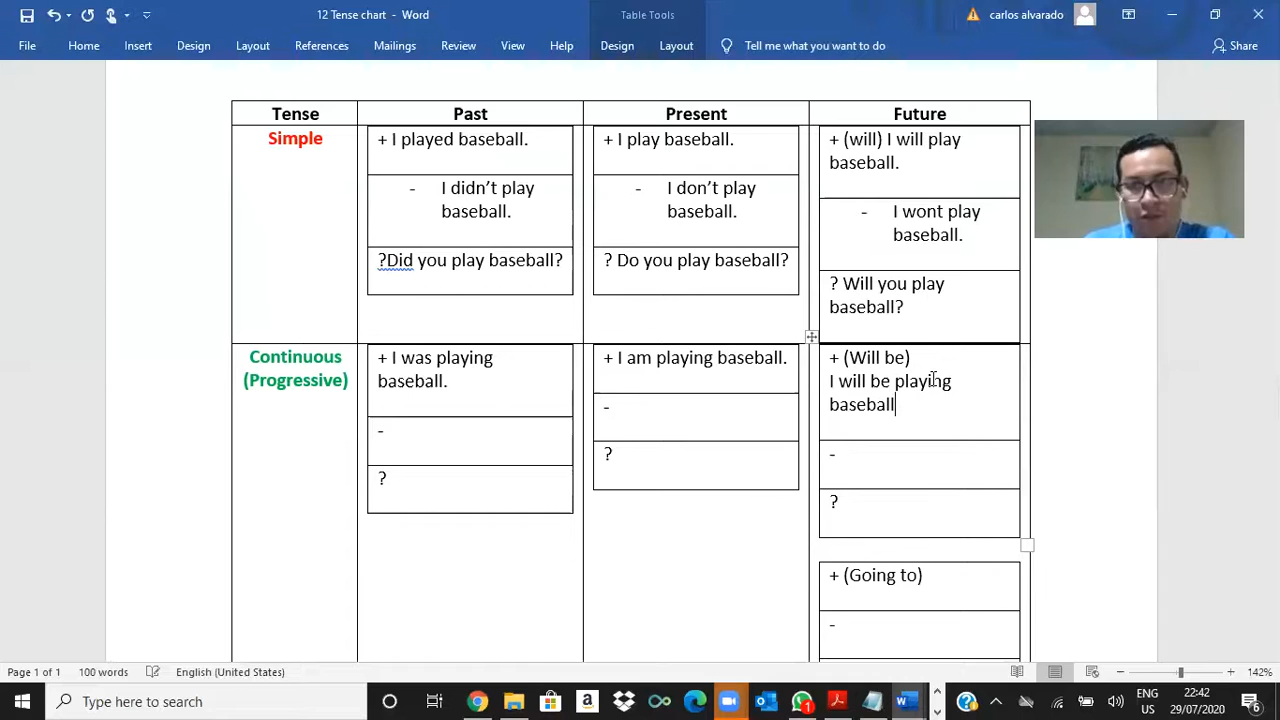 12 Tense chart - Word
Table Tools
carlos alvarado
File Home Insert Design Layout References Mailings Review View Help Design Layout Tell me what you want to do Share
Tense Past Present Future
Simple
+ I played baseball.
- I didn't play
baseball.
?Did you play baseball?
+ I play baseball.
- I don't play
baseball.
? Do you play baseball?
+ (will) I will play
baseball.
- I wont play
baseball.
? Will you play
baseball?
Continuous
(Progressive)
+ I was playing
baseball.
-
?
+ I am playing baseball.
-
?
+ (Will be)
I will be playing
baseball
-
?
+ (Going to)
-
Page 1 of 1 100 words English (United States) 142%
Type here to search
1
ENG
US
22:42
29/07/2020
6